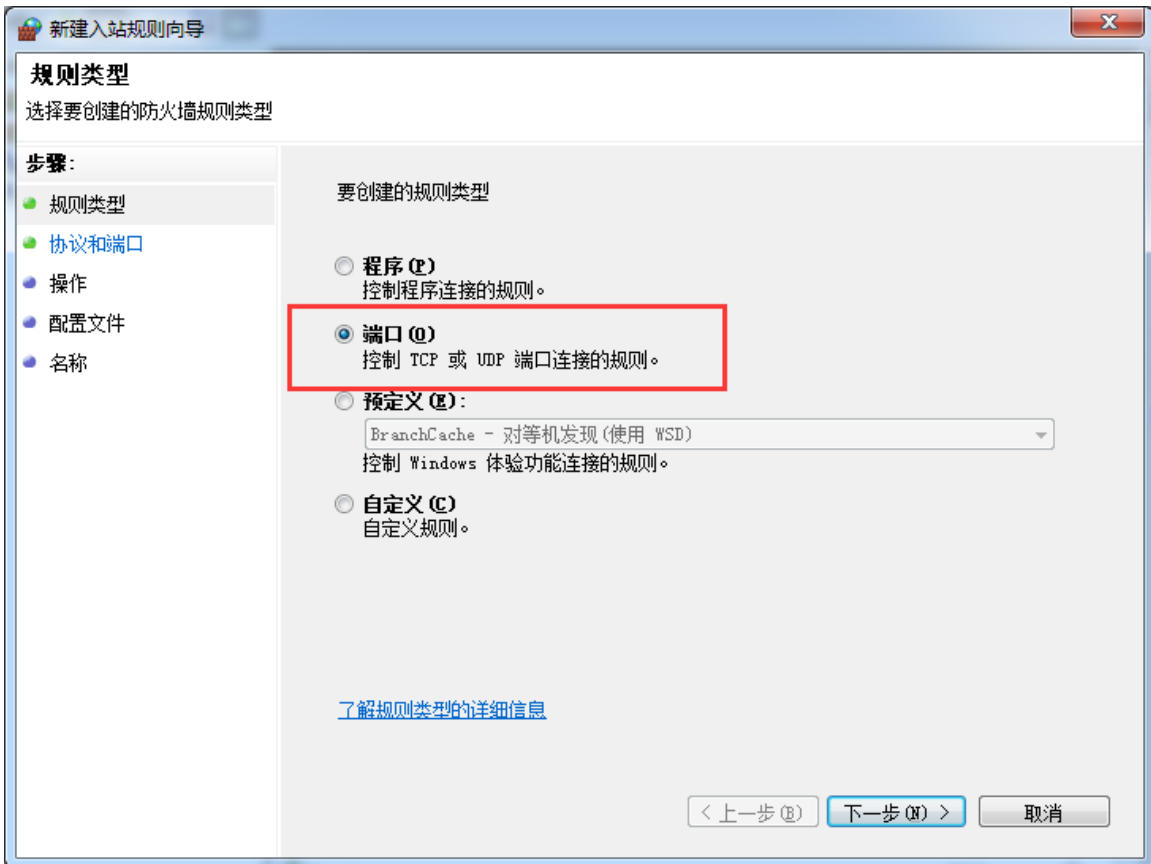 新建入站规则向导
规则类型
选择要创建的防火墙规则类型
步骤:
规则类型
协议和端口
操作
配置文件
名称
要创建的规则类型
程序(P)
控制程序连接的规则。
端口(O)
控制 TCP 或 UDP 端口连接的规则。
预定义(E):
BranchCache - 对等机发现(使用 WSD)
控制 Windows 体验功能连接的规则。
自定义(C)
自定义规则。
了解规则类型的详细信息
< 上一步(B)
下一步(N) >
取消